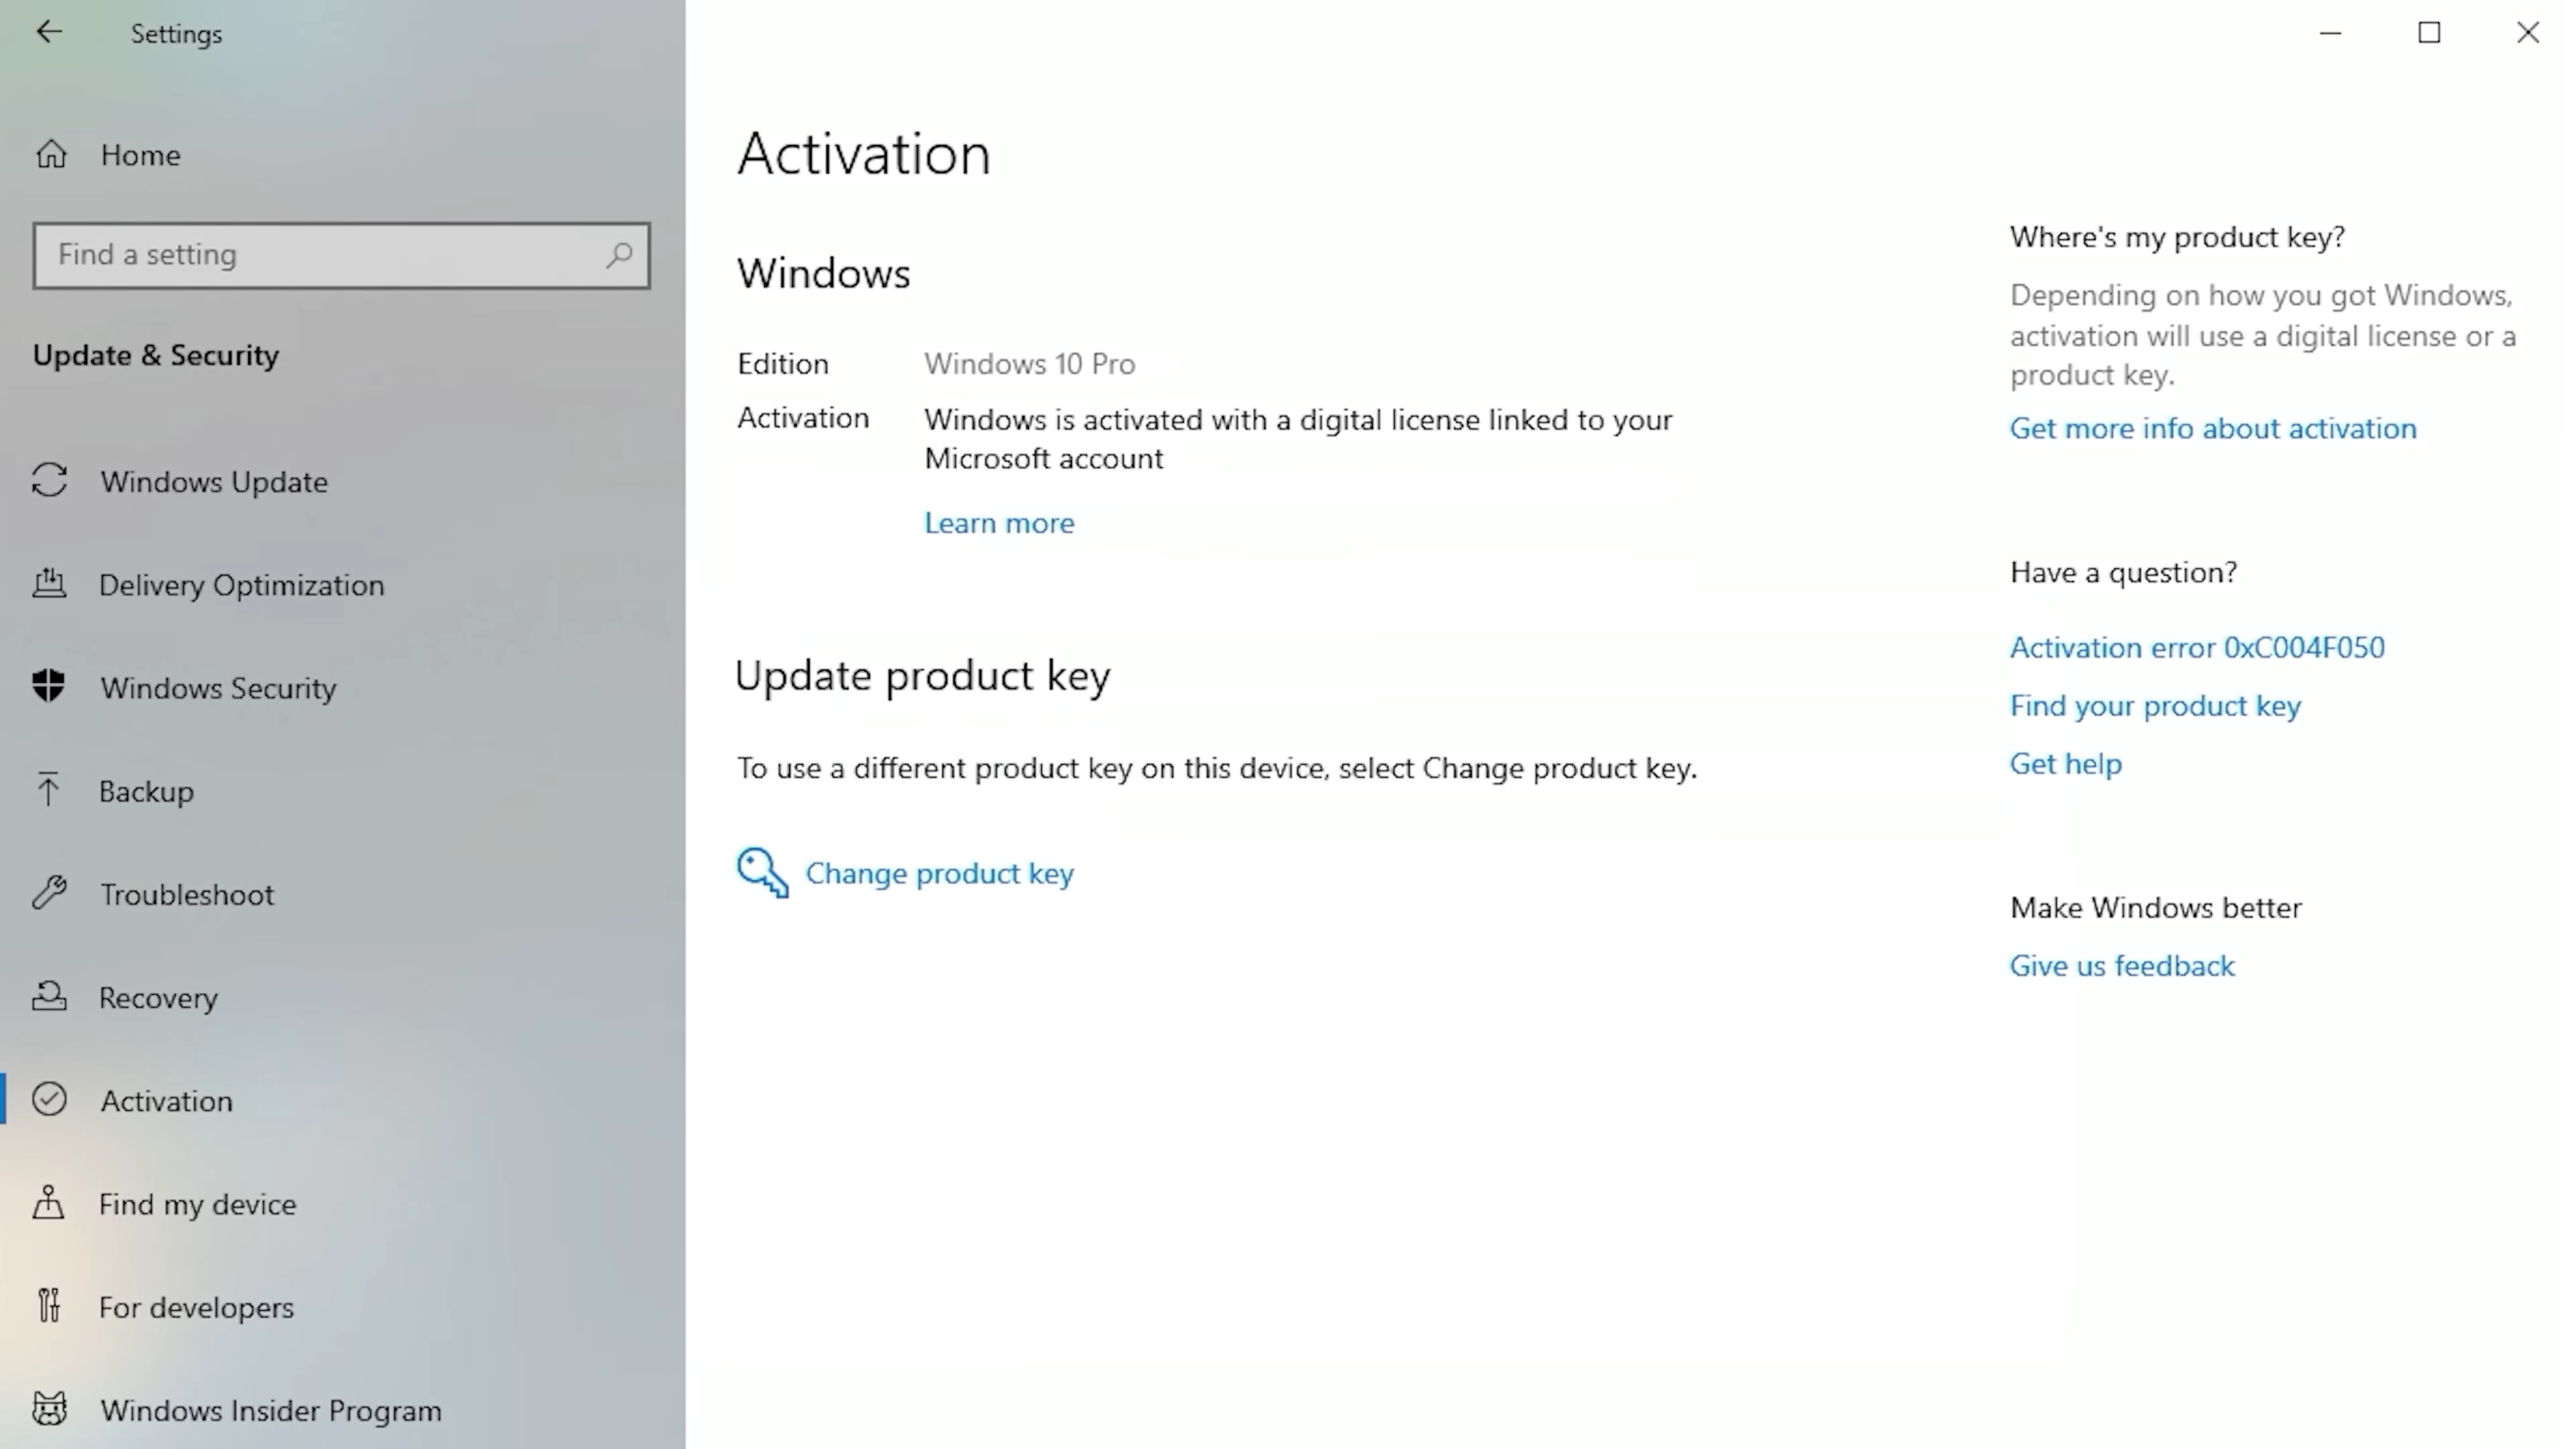 Settings
Home
Find a setting
Update & Security
Windows Update
Delivery Optimization
Windows Security
Backup
Troubleshoot
Recovery
Activation
Find my device
For developers
Windows Insider Program
Activation
Windows
Edition Windows 10 Pro
Activation Windows is activated with a digital license linked to your
Microsoft account
Learn more
Update product key
To use a different product key on this device, select Change product key.
Change product key
Where's my product key?
Depending on how you got Windows,
activation will use a digital license or a
product key.
Get more info about activation
Have a question?
Activation error 0xC004F050
Find your product key
Get help
Make Windows better
Give us feedback